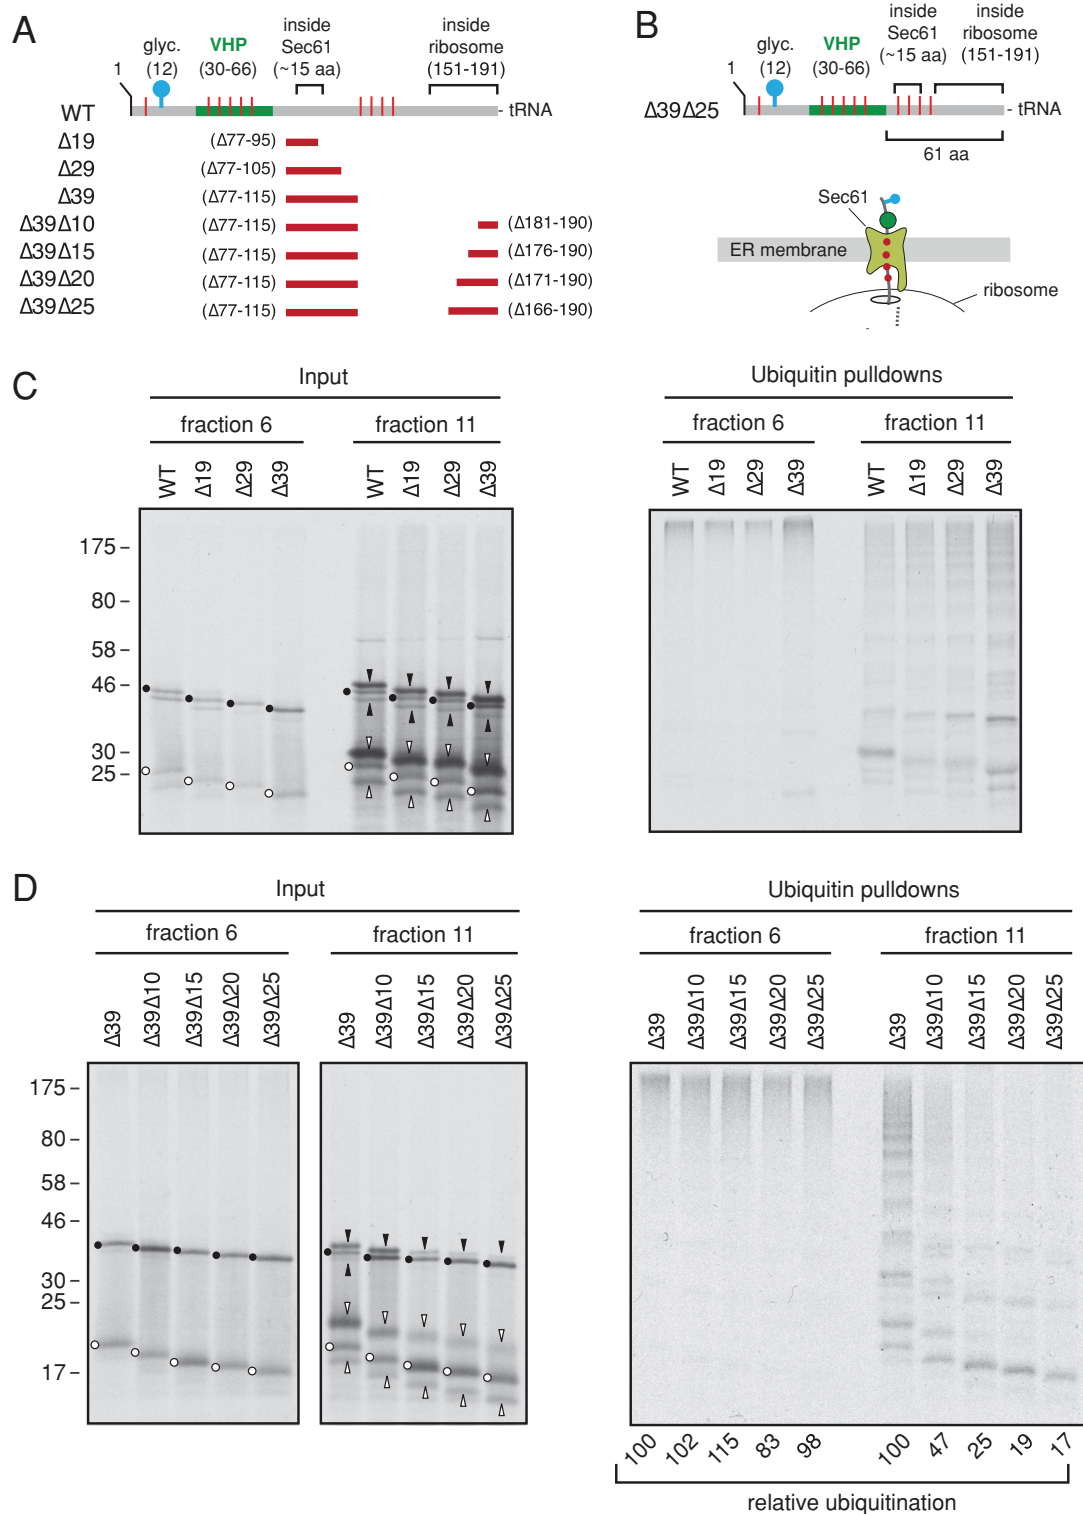 A
glyc.
(12)
VHP
(30-66)
inside
Sec61
(~15 aa)
inside
ribosome
(151-191)
1
WT
- tRNA
Δ19
(Δ77-95)
Δ29
(Δ77-105)
Δ39
(Δ77-115)
Δ39Δ10
(Δ77-115)
(Δ181-190)
Δ39Δ15
(Δ77-115)
(Δ176-190)
Δ39Δ20
(Δ77-115)
(Δ171-190)
Δ39Δ25
(Δ77-115)
(Δ166-190)
B
glyc.
(12)
VHP
(30-66)
inside
Sec61
(~15 aa)
inside
ribosome
(151-191)
1
Δ39Δ25
- tRNA
61 aa
Sec61
ER membrane
ribosome
C
Input
fraction 6
fraction 11
WT Δ19 Δ29 Δ39
WT Δ19 Δ29 Δ39
175
80
58
46
30
25
Ubiquitin pulldowns
fraction 6
fraction 11
WT Δ19 Δ29 Δ39
WT Δ19 Δ29 Δ39
D
Input
fraction 6
fraction 11
Δ39 Δ39Δ10 Δ39Δ15 Δ39Δ20 Δ39Δ25
Δ39 Δ39Δ10 Δ39Δ15 Δ39Δ20 Δ39Δ25
175
80
58
46
30
25
17
Ubiquitin pulldowns
fraction 6
fraction 11
Δ39 Δ39Δ10 Δ39Δ15 Δ39Δ20 Δ39Δ25
Δ39 Δ39Δ10 Δ39Δ15 Δ39Δ20 Δ39Δ25
100 102 115 83 98
100 47 25 19 17
relative ubiquitination